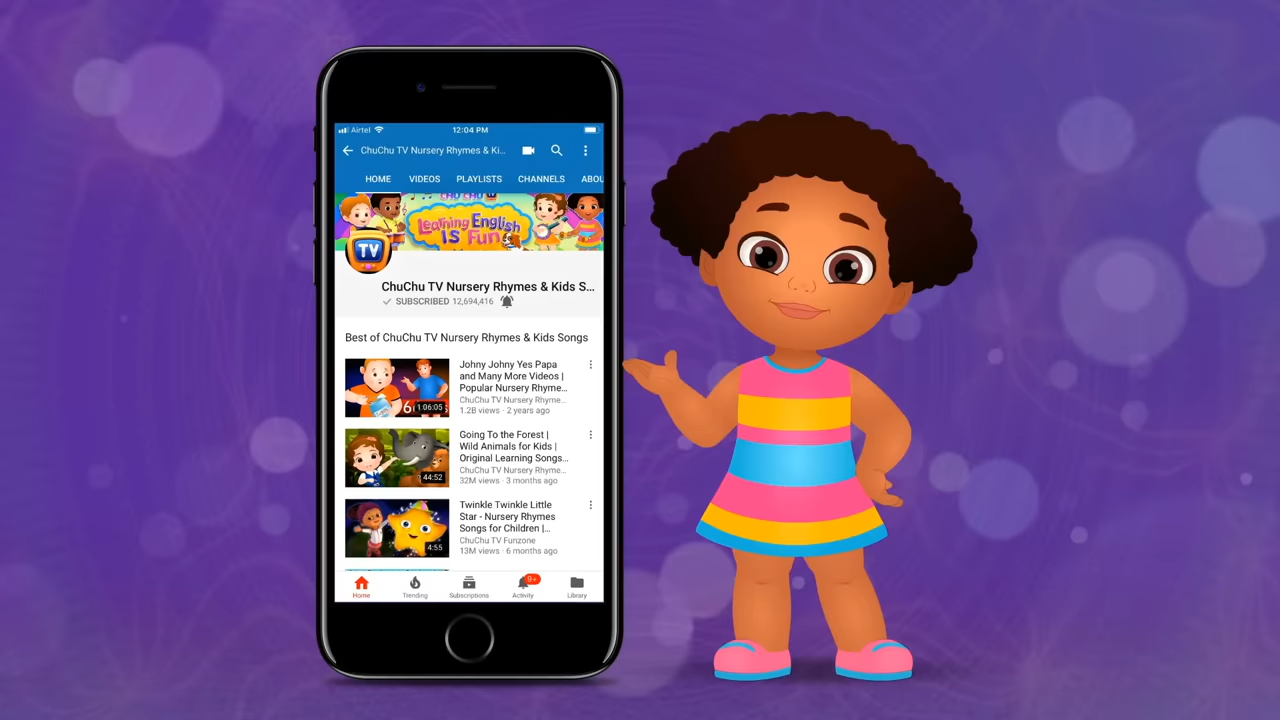 Airtel
12:04 PM
ChuChu TV Nursery Rhymes & Ki...
HOME VIDEOS PLAYLISTS CHANNELS ABOU
CHU CHU TV
Learning English
Is Fun
TV
ChuChu TV Nursery Rhymes & Kids S...
SUBSCRIBED 12,694,416
Best of ChuChu TV Nursery Rhymes & Kids Songs
Johny Johny Yes Papa
and Many More Videos |
Popular Nursery Rhyme...
ChuChu TV Nursery Rhyme...
1.2B views · 2 years ago
1:06:05
Going To the Forest |
Wild Animals for Kids |
Original Learning Songs...
ChuChu TV Nursery Rhyme...
32M views · 3 months ago
44:52
Twinkle Twinkle Little
Star - Nursery Rhymes
Songs for Children |...
ChuChu TV Funzone
13M views · 6 months ago
4:55
9+
Home Trending Subscriptions Activity Library